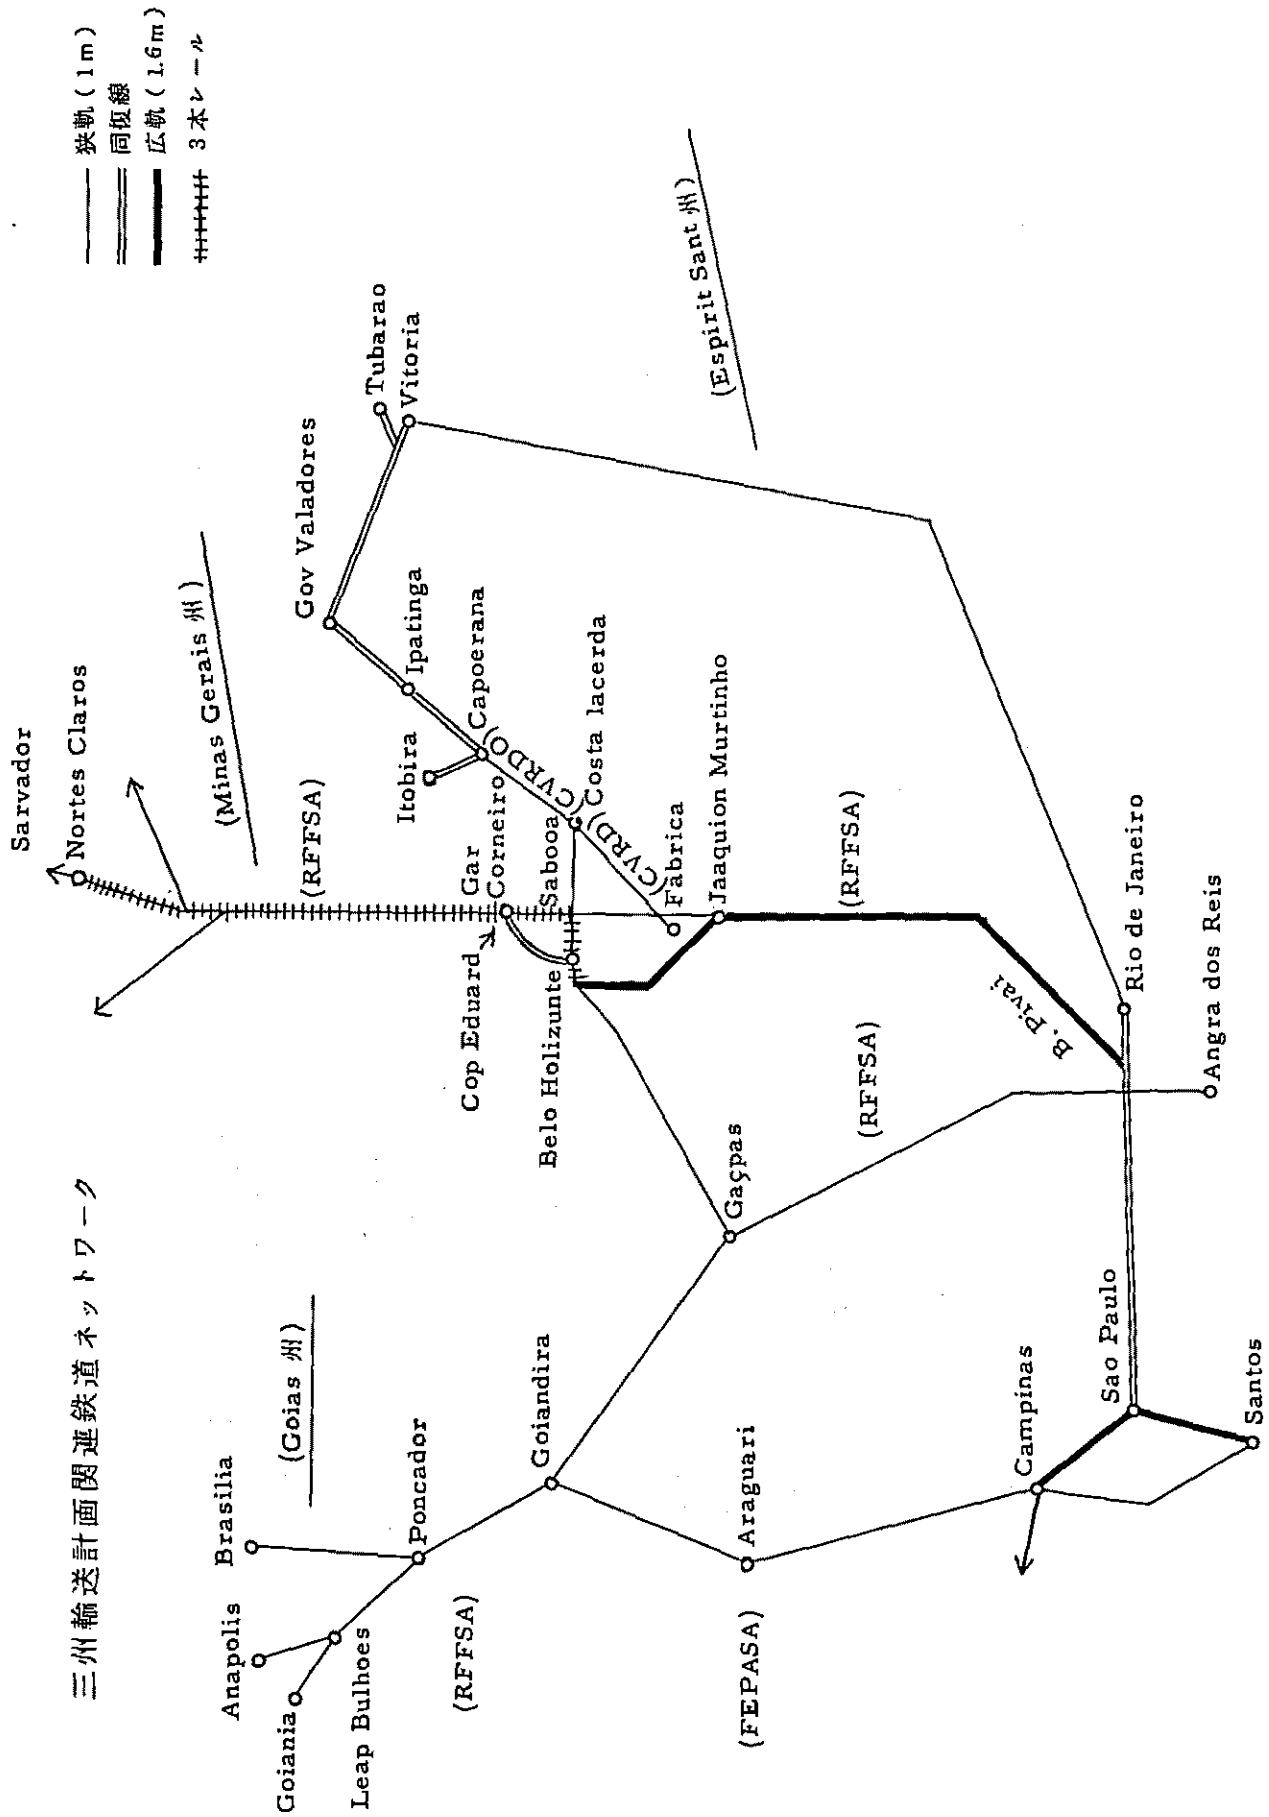 三州輸送計画関連鉄道ネットワーク
狭軌(1m)
同複線
広軌(1.6m)
3本レール
Sarvador
Nortes Claros
(Minas Gerais 州)
(RFFSA)
Gov Valadores
Tubarao
Vitoria
Ipatinga
Itobira
Capoerana
(CVRDO)
Costa lacerda
(CVRD)
Gar
Corneiro
Cop Eduard
Sabooa
Belo Holizunte
Fabrica
Jaaquion Murtinho
(RFFSA)
(Espirit Sant 州)
B. Pivai
Rio de Janeiro
Angra dos Reis
(RFFSA)
Gaçpas
(Goias 州)
Brasilia
Anapolis
Goiania
Leap Bulhoes
Poncador
(RFFSA)
Goiandira
Araguari
(FEPASA)
Campinas
Sao Paulo
Santos